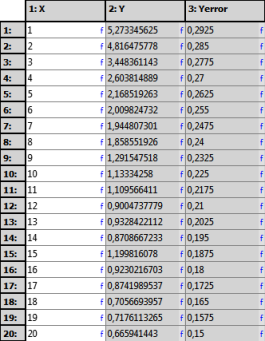 1: X 2: Y 3: Yerror
1: 1 f 5,273345625 f 0,2925 f
2: 2 f 4,816475778 f 0,285 f
3: 3 f 3,448361143 f 0,2775 f
4: 4 f 2,603814889 f 0,27 f
5: 5 f 2,168519263 f 0,2625 f
6: 6 f 2,009824732 f 0,255 f
7: 7 f 1,944807301 f 0,2475 f
8: 8 f 1,858551926 f 0,24 f
9: 9 f 1,291547518 f 0,2325 f
10: 10 f 1,13334258 f 0,225 f
11: 11 f 1,109566411 f 0,2175 f
12: 12 f 0,9004737779 f 0,21 f
13: 13 f 0,9328422112 f 0,2025 f
14: 14 f 0,8708667233 f 0,195 f
15: 15 f 1,199816078 f 0,1875 f
16: 16 f 0,9230216703 f 0,18 f
17: 17 f 0,8741989537 f 0,1725 f
18: 18 f 0,7056693957 f 0,165 f
19: 19 f 0,7176113265 f 0,1575 f
20: 20 f 0,665941443 f 0,15 f